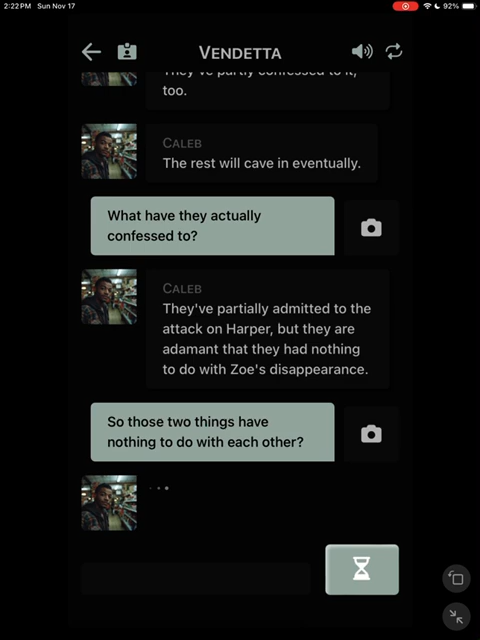 2:22 PM Sun Nov 17
92%
VENDETTA
They've partly confessed to it,
too.
CALEB
The rest will cave in eventually.
What have they actually
confessed to?
CALEB
They've partially admitted to the
attack on Harper, but they are
adamant that they had nothing
to do with Zoe's disappearance.
So those two things have
nothing to do with each other?